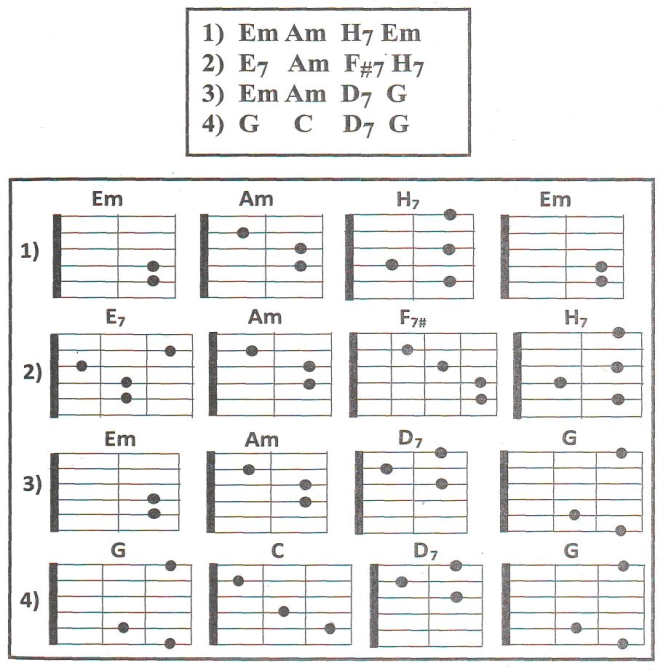 1) Em Am H7 Em
2) E7 Am F#7 H7
3) Em Am D7 G
4) G C D7 G
Em Am H₇ Em
1)
E₇ Am F₇# H₇
2)
Em Am D₇ G
3)
G C D₇ G
4)